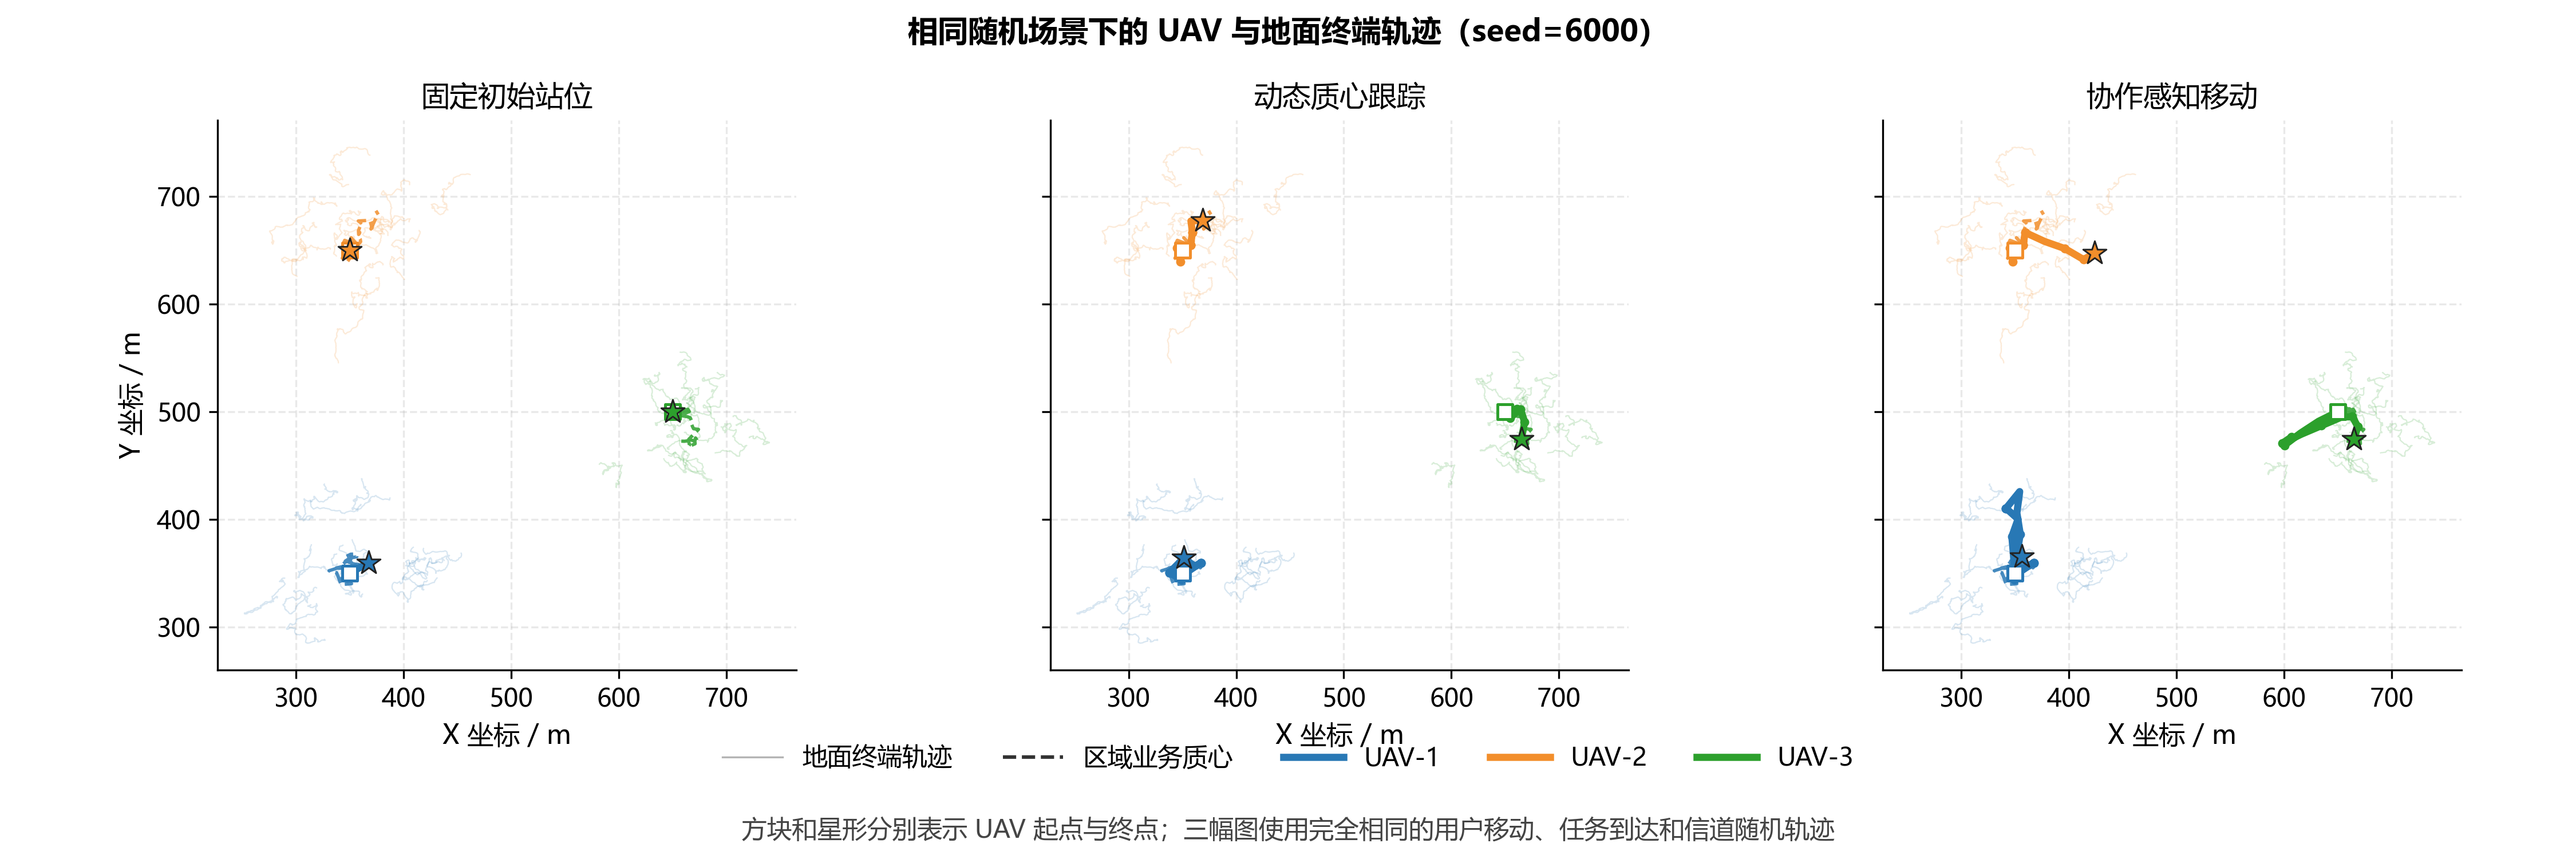 相同随机场景下的 UAV 与地面终端轨迹（seed=6000）
固定初始站位
动态质心跟踪
协作感知移动
Y 坐标 / m
700
600
500
400
300
300 400 500 600 700
300 400 500 600 700
300 400 500 600 700
X 坐标 / m
X 坐标 / m
X 坐标 / m
地面终端轨迹 区域业务质心 UAV-1 UAV-2 UAV-3
方块和星形分别表示 UAV 起点与终点；三幅图使用完全相同的用户移动、任务到达和信道随机轨迹